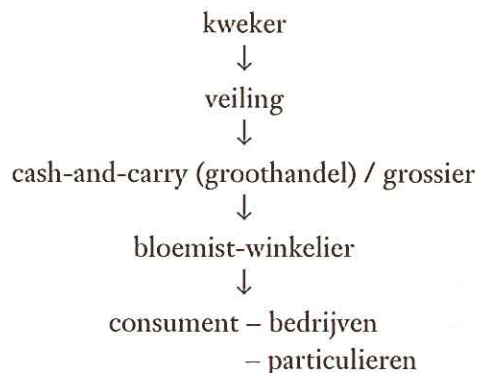 kweker
↓
veiling
↓
cash-and-carry (groothandel) / grossier
↓
bloemist-winkelier
↓
consument – bedrijven
– particulieren